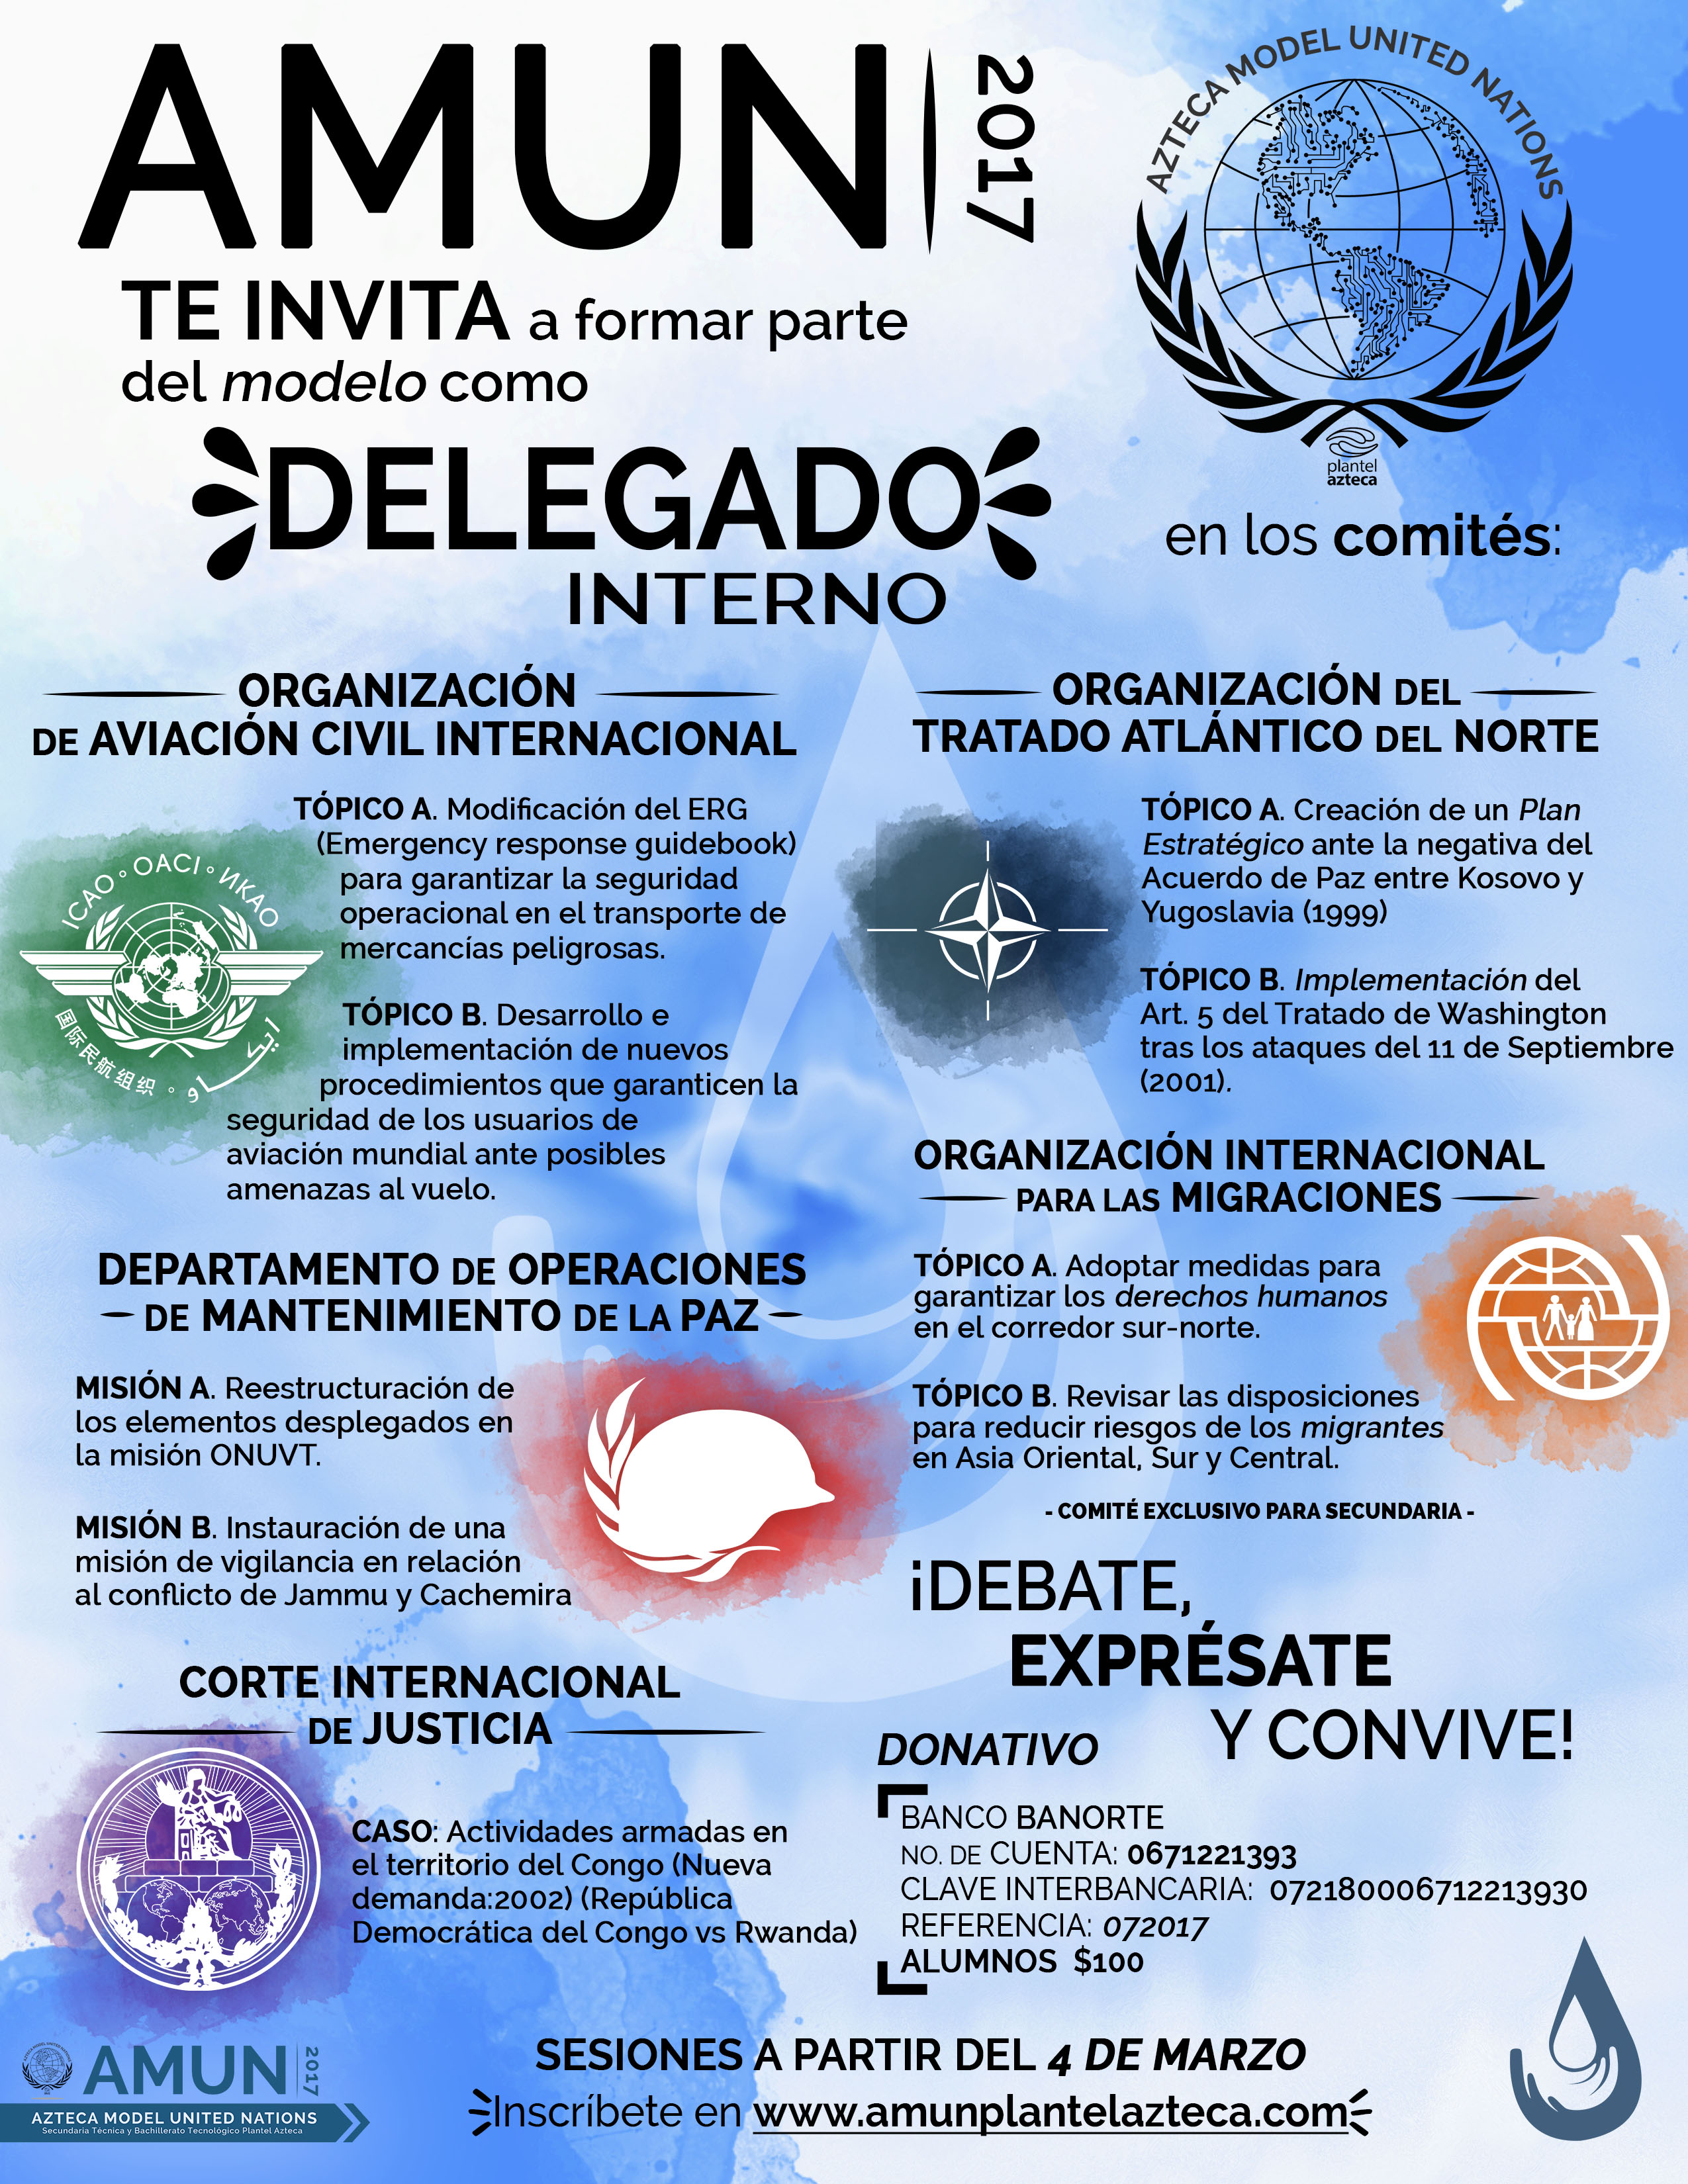 AMUN
2017
AZTECA MODEL UNITED NATIONS
plantel
azteca
TE INVITA a formar parte
del modelo como
DELEGADO
INTERNO
en los comités:
ORGANIZACIÓN
DE AVIACIÓN CIVIL INTERNACIONAL
TÓPICO A. Modificación del ERG
(Emergency response guidebook)
para garantizar la seguridad
operacional en el transporte de
mercancías peligrosas.
ICAO ° OACI ° ИКАО
国际民航组织 ° ايكاو
TÓPICO B. Desarrollo e
implementación de nuevos
procedimientos que garanticen la
seguridad de los usuarios de
aviación mundial ante posibles
amenazas al vuelo.
DEPARTAMENTO DE OPERACIONES
DE MANTENIMIENTO DE LA PAZ
MISIÓN A. Reestructuración de
los elementos desplegados en
la misión ONUVT.
MISIÓN B. Instauración de una
misión de vigilancia en relación
al conflicto de Jammu y Cachemira
CORTE INTERNACIONAL
DE JUSTICIA
CASO: Actividades armadas en
el territorio del Congo (Nueva
demanda:2002) (República
Democrática del Congo vs Rwanda)
ORGANIZACIÓN DEL
TRATADO ATLÁNTICO DEL NORTE
TÓPICO A. Creación de un Plan
Estratégico ante la negativa del
Acuerdo de Paz entre Kosovo y
Yugoslavia (1999)
TÓPICO B. Implementación del
Art. 5 del Tratado de Washington
tras los ataques del 11 de Septiembre
(2001).
ORGANIZACIÓN INTERNACIONAL
PARA LAS MIGRACIONES
TÓPICO A. Adoptar medidas para
garantizar los derechos humanos
en el corredor sur-norte.
TÓPICO B. Revisar las disposiciones
para reducir riesgos de los migrantes
en Asia Oriental, Sur y Central.
- COMITÉ EXCLUSIVO PARA SECUNDARIA -
¡DEBATE,
EXPRÉSATE
Y CONVIVE!
DONATIVO
BANCO BANORTE
NO. DE CUENTA: 0671221393
CLAVE INTERBANCARIA: 072180006712213930
REFERENCIA: 072017
ALUMNOS $100
SESIONES A PARTIR DEL 4 DE MARZO
Inscríbete en www.amunplantelazteca.com
AMUN 2017
AZTECA MODEL UNITED NATIONS
Secundaria Técnica y Bachillerato Tecnológico Plantel Azteca